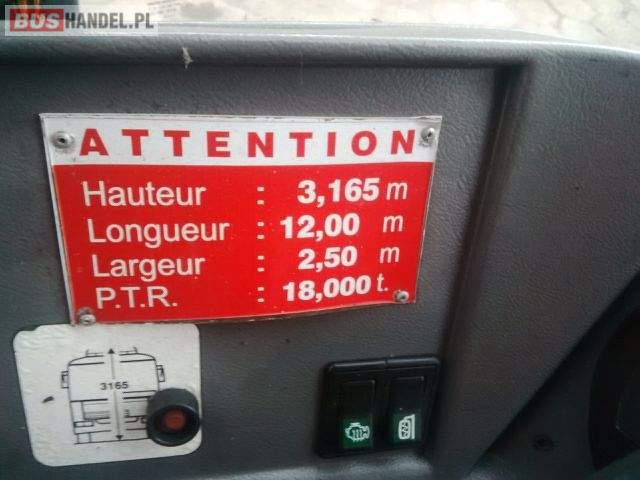 BUSHANDEL.PL
ATTENTION
Hauteur : 3,165 m
Longueur : 12,00 m
Largeur : 2,50 m
P.T.R. : 18,000 t.
3165